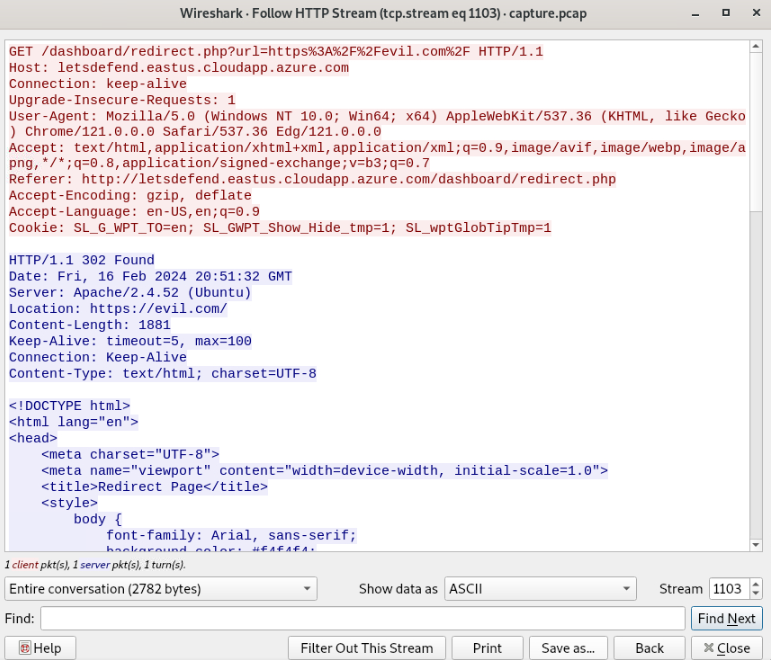 Wireshark · Follow HTTP Stream (tcp.stream eq 1103) · capture.pcap
GET /dashboard/redirect.php?url=https%3A%2F%2Fevil.com%2F HTTP/1.1
Host: letsdefend.eastus.cloudapp.azure.com
Connection: keep-alive
Upgrade-Insecure-Requests: 1
User-Agent: Mozilla/5.0 (Windows NT 10.0; Win64; x64) AppleWebKit/537.36 (KHTML, like Gecko
) Chrome/121.0.0.0 Safari/537.36 Edg/121.0.0.0
Accept: text/html,application/xhtml+xml,application/xml;q=0.9,image/avif,image/webp,image/a
png,*/*;q=0.8,application/signed-exchange;v=b3;q=0.7
Referer: http://letsdefend.eastus.cloudapp.azure.com/dashboard/redirect.php
Accept-Encoding: gzip, deflate
Accept-Language: en-US,en;q=0.9
Cookie: SL_G_WPT_TO=en; SL_GWPT_Show_Hide_tmp=1; SL_wptGlobTipTmp=1
HTTP/1.1 302 Found
Date: Fri, 16 Feb 2024 20:51:32 GMT
Server: Apache/2.4.52 (Ubuntu)
Location: https://evil.com/
Content-Length: 1881
Keep-Alive: timeout=5, max=100
Connection: Keep-Alive
Content-Type: text/html; charset=UTF-8
<!DOCTYPE html>
<html lang="en">
<head>
<meta charset="UTF-8">
<meta name="viewport" content="width=device-width, initial-scale=1.0">
<title>Redirect Page</title>
<style>
body {
font-family: Arial, sans-serif;
background-color: #f4f4f4;
1 client pkt(s), 1 server pkt(s), 1 turn(s).
Entire conversation (2782 bytes) Show data as ASCII Stream 1103
Find: Find Next
Help Filter Out This Stream Print Save as... Back Close